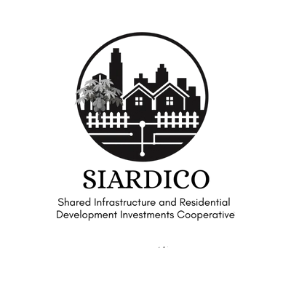 SIARDICO
Shared Infrastructure and Residential
Development Investments Cooperative